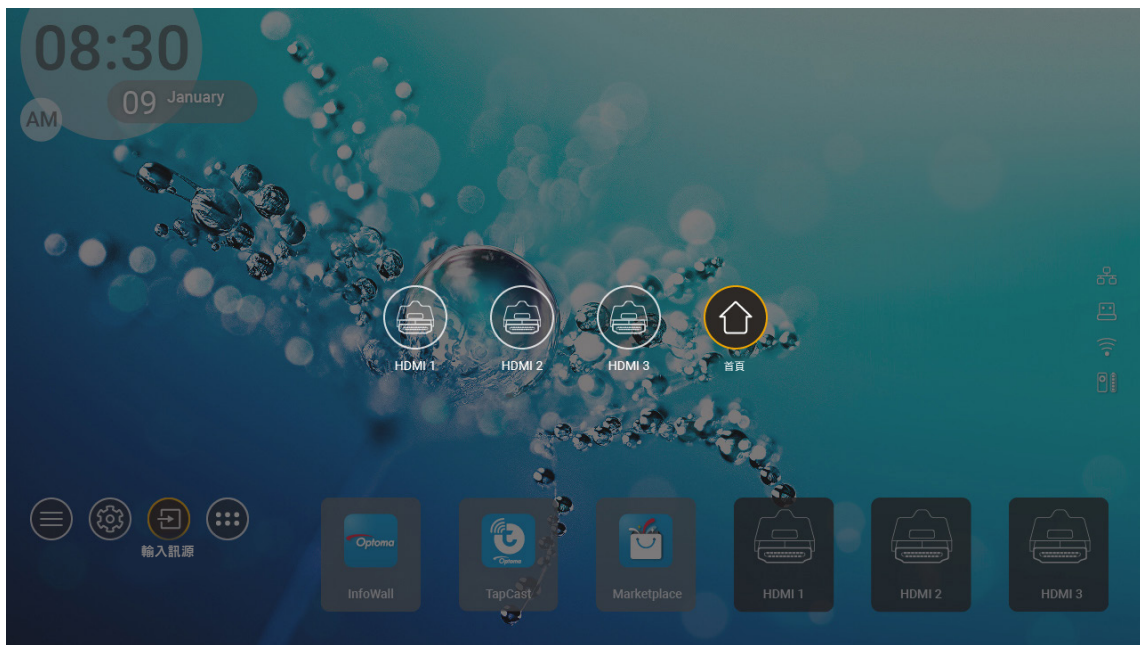 08:30
09 January
AM
HDMI 1
HDMI 2
HDMI 3
首頁
輸入訊源
Optoma
InfoWall
Optoma
TapCast
Marketplace
HDMI 1
HDMI 2
HDMI 3